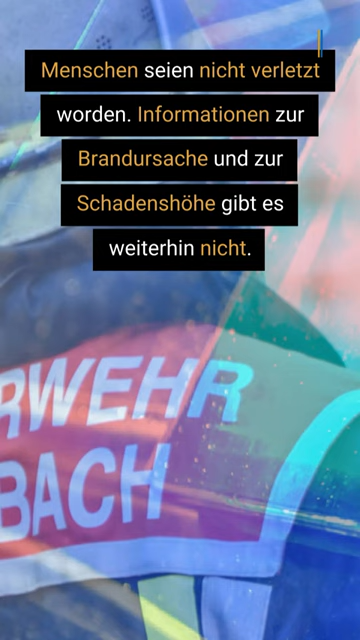 Menschen seien nicht verletzt
worden. Informationen zur
Brandursache und zur
Schadenshöhe gibt es
weiterhin nicht.
RWEHR
BACH